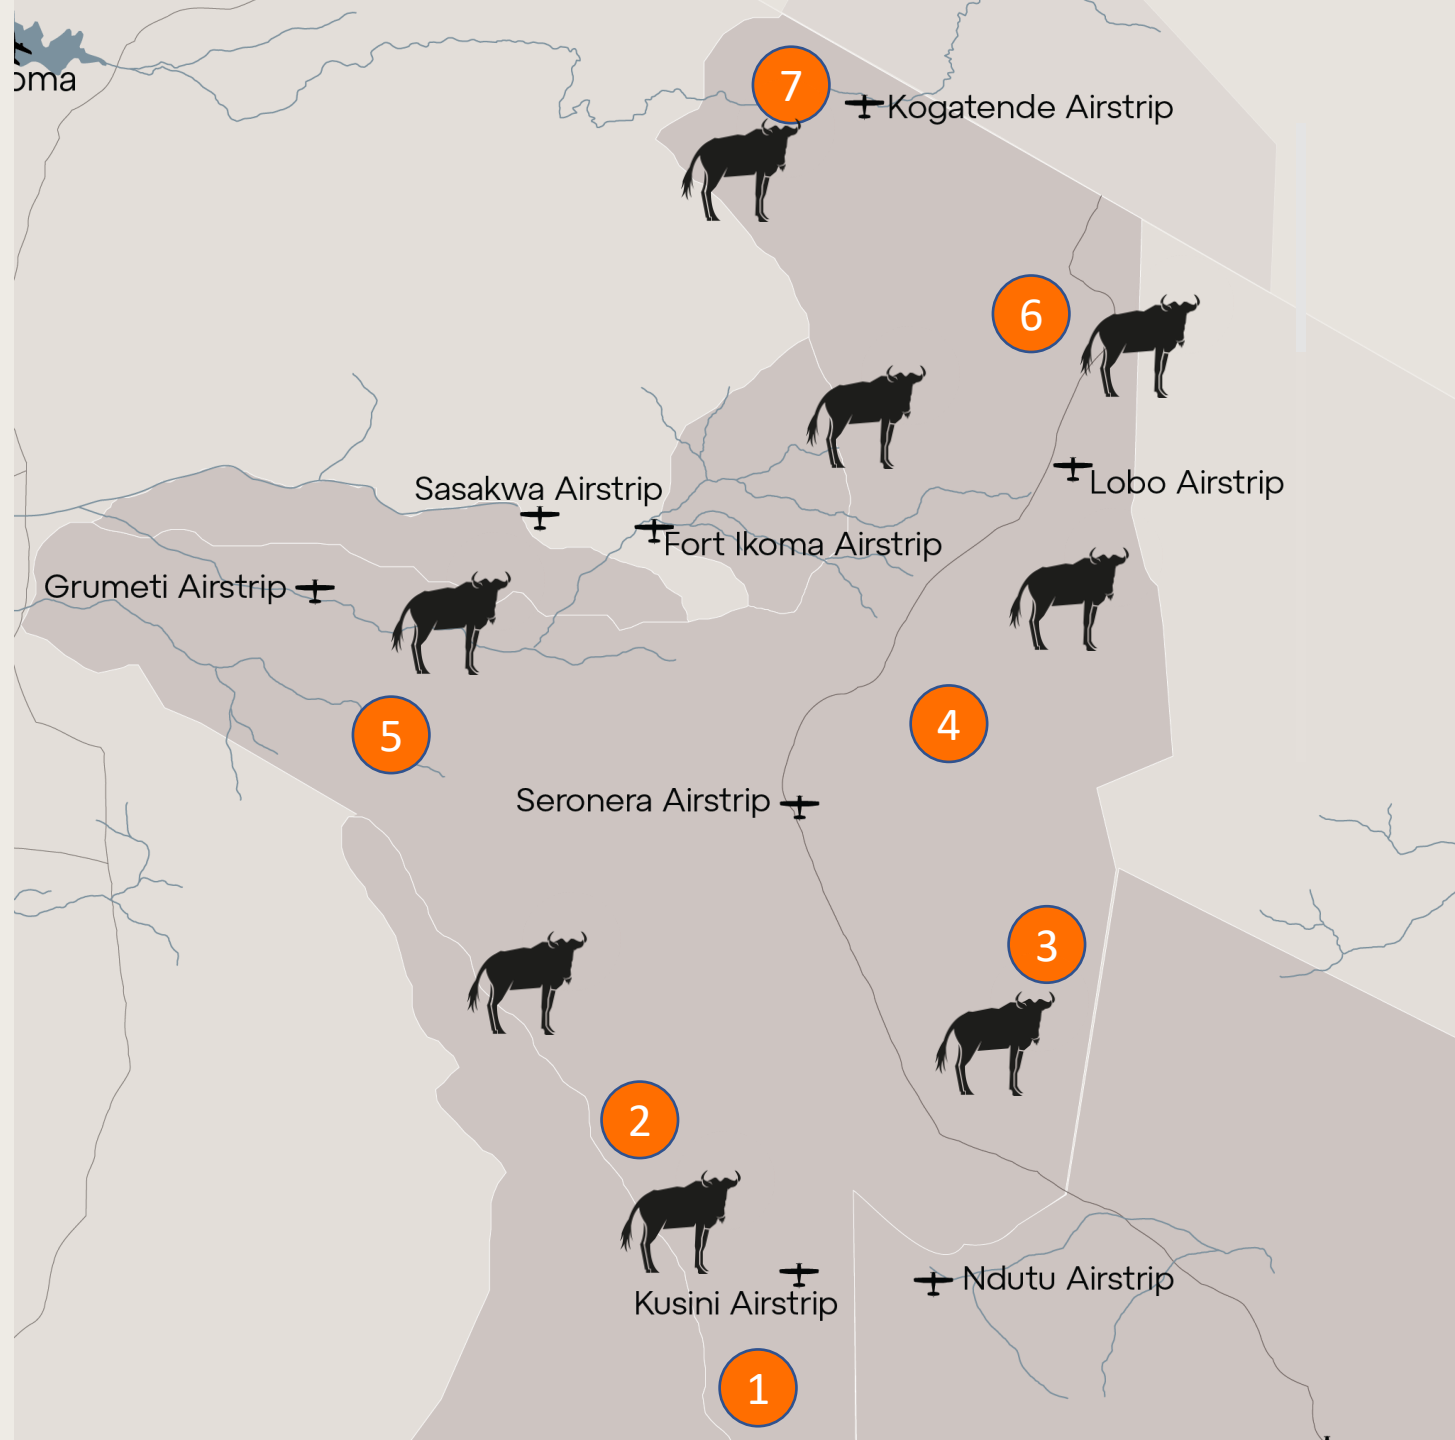 7
Kogatende Airstrip
oma
6
Sasakwa Airstrip
Lobo Airstrip
Fort Ikoma Airstrip
Grumeti Airstrip
5
4
Seronera Airstrip
3
2
Kusini Airstrip
Ndutu Airstrip
1